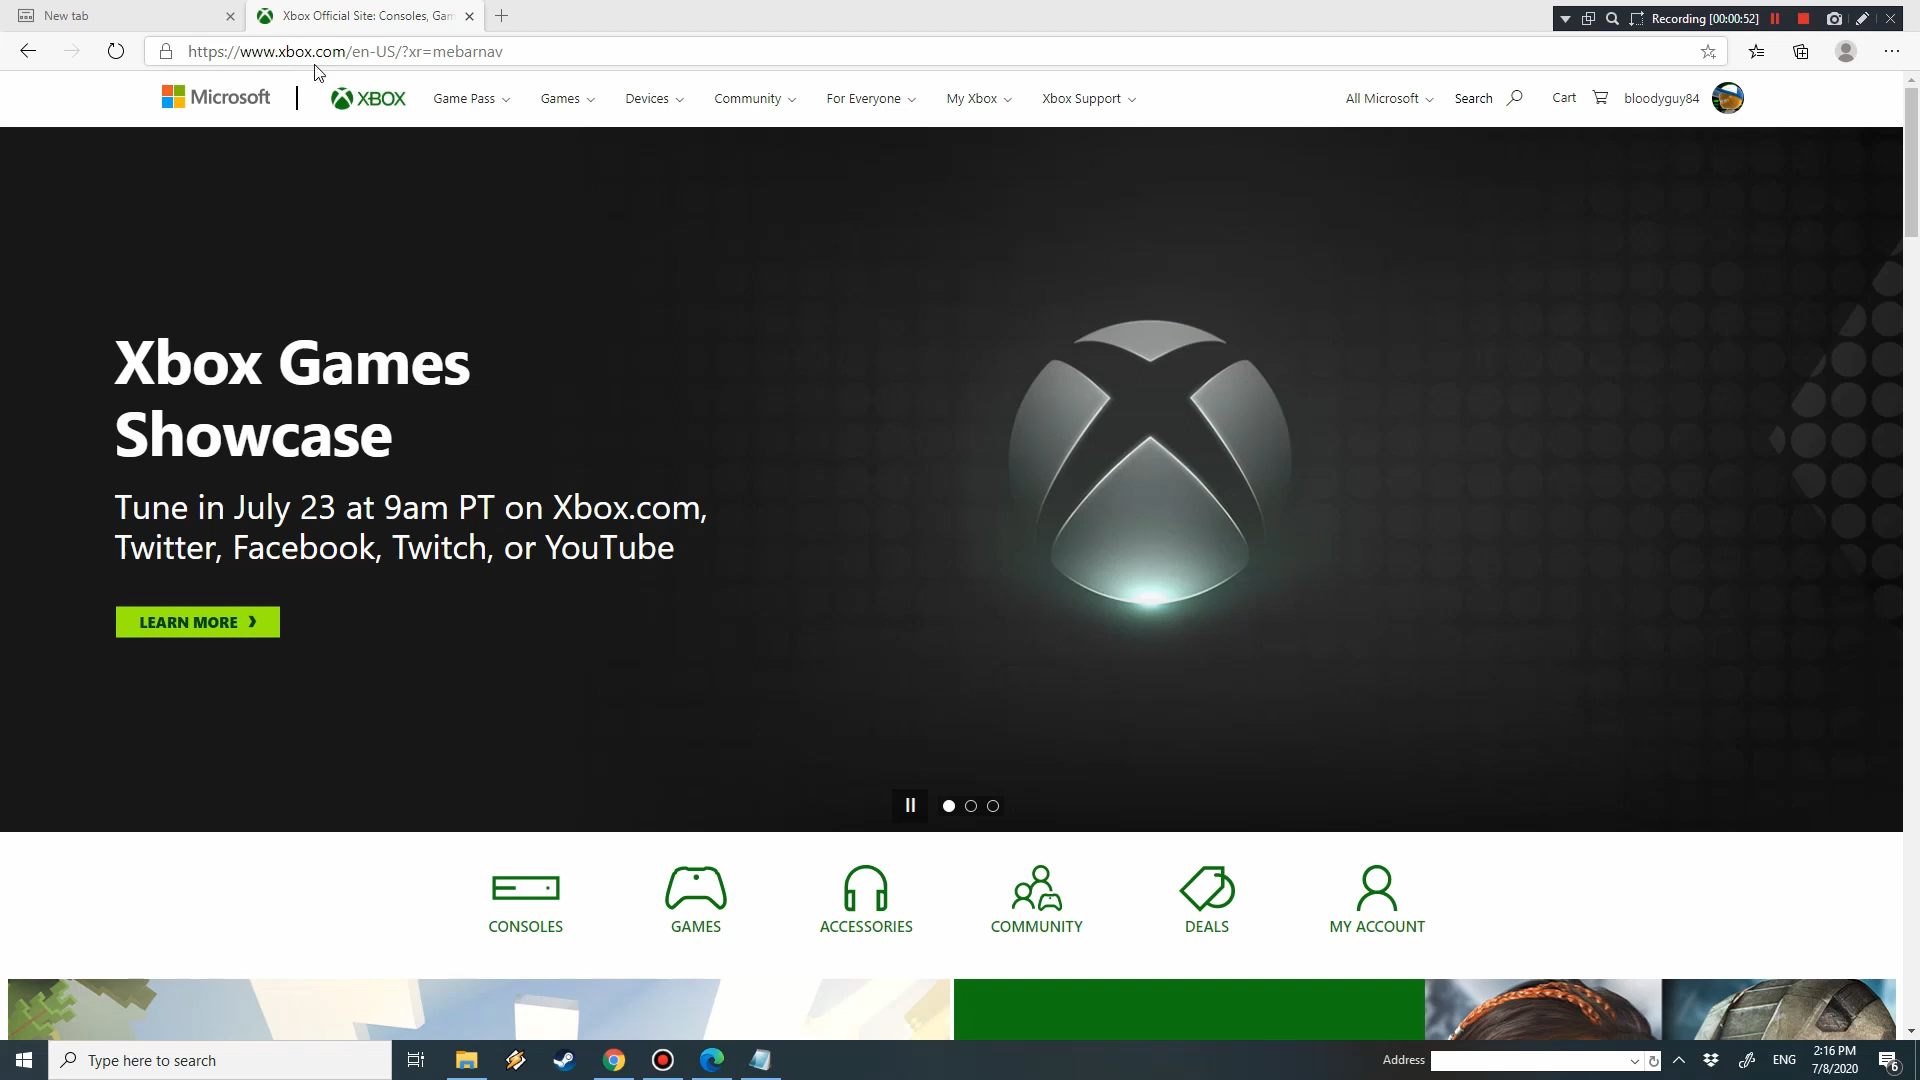 New tab
Xbox Official Site: Consoles, Gam
Recording [00:00:52]
https://www.xbox.com/en-US/?xr=mebarnav
Microsoft
XBOX
Game Pass
Games
Devices
Community
For Everyone
My Xbox
Xbox Support
All Microsoft
Search
Cart
bloodyguy84
Xbox Games
Showcase
Tune in July 23 at 9am PT on Xbox.com,
Twitter, Facebook, Twitch, or YouTube
LEARN MORE
CONSOLES
GAMES
ACCESSORIES
COMMUNITY
DEALS
MY ACCOUNT
Type here to search
Address
ENG
2:16 PM
7/8/2020
6